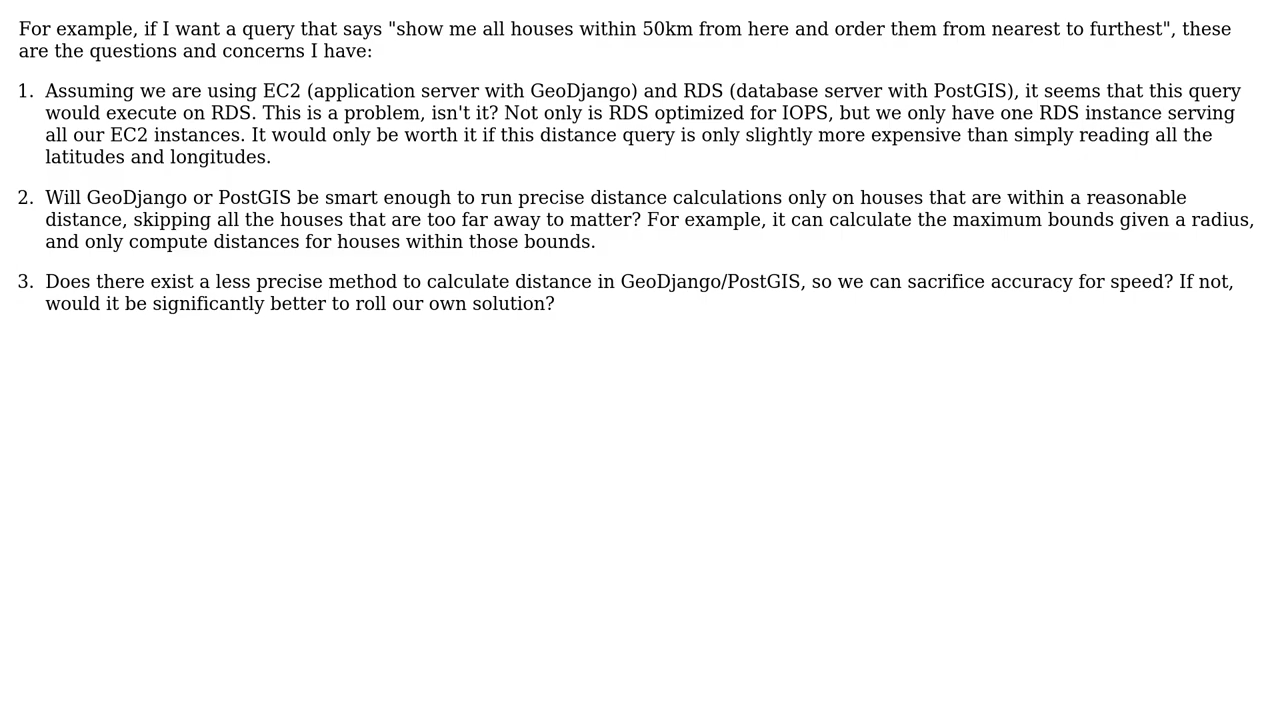 For example, if I want a query that says "show me all houses within 50km from here and order them from nearest to furthest", these
are the questions and concerns I have:
1. Assuming we are using EC2 (application server with GeoDjango) and RDS (database server with PostGIS), it seems that this query
would execute on RDS. This is a problem, isn't it? Not only is RDS optimized for IOPS, but we only have one RDS instance serving
all our EC2 instances. It would only be worth it if this distance query is only slightly more expensive than simply reading all the
latitudes and longitudes.
2. Will GeoDjango or PostGIS be smart enough to run precise distance calculations only on houses that are within a reasonable
distance, skipping all the houses that are too far away to matter? For example, it can calculate the maximum bounds given a radius,
and only compute distances for houses within those bounds.
3. Does there exist a less precise method to calculate distance in GeoDjango/PostGIS, so we can sacrifice accuracy for speed? If not,
would it be significantly better to roll our own solution?